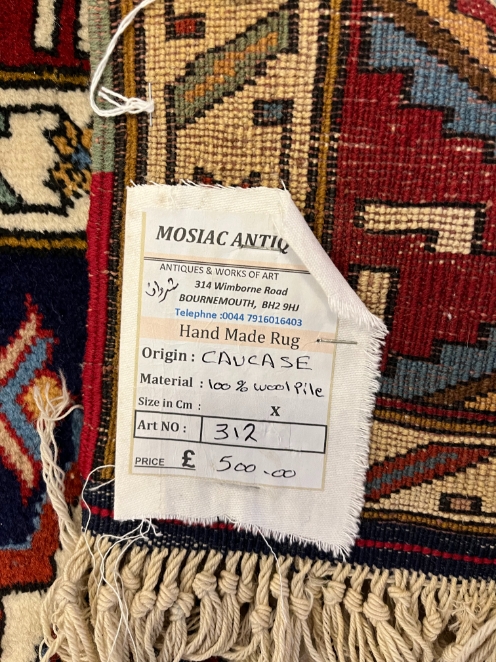 MOSIAC ANTIQ
ANTIQUES & WORKS OF ART
314 Wimborne Road
شیروان
BOURNEMOUTH, BH2 9HJ
Telephne :0044 7916016403
Hand Made Rug
Origin : CAUCASE
Material : 100% wool Pile
Size in Cm : X
Art NO : 312
PRICE £ 500.00